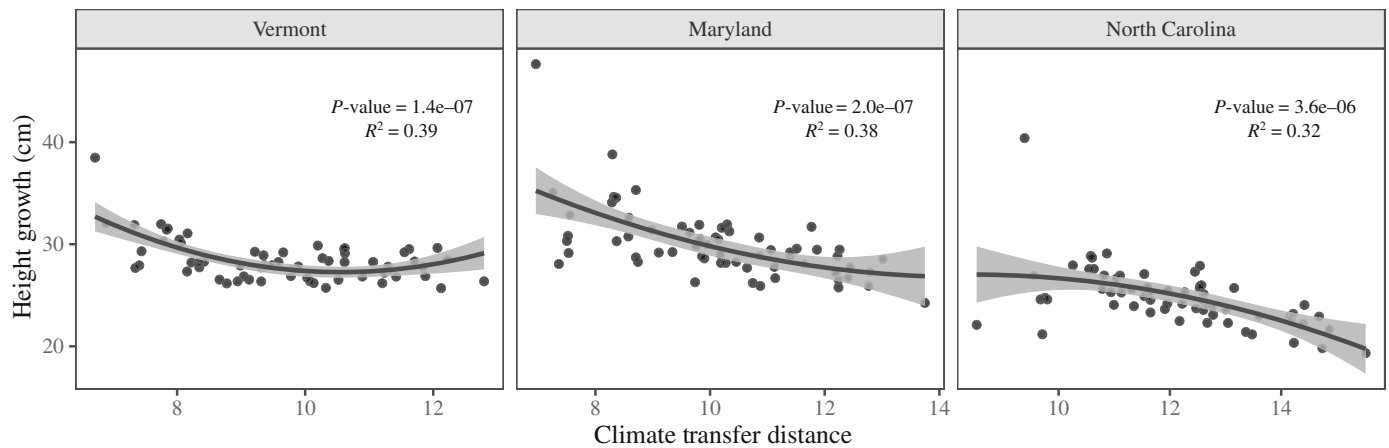 Vermont
Maryland
North Carolina
P-value = 1.4e–07
R² = 0.39
P-value = 2.0e–07
R² = 0.38
P-value = 3.6e–06
R² = 0.32
Height growth (cm)
40
30
20
8
10
12
8
10
12
14
10
12
14
Climate transfer distance